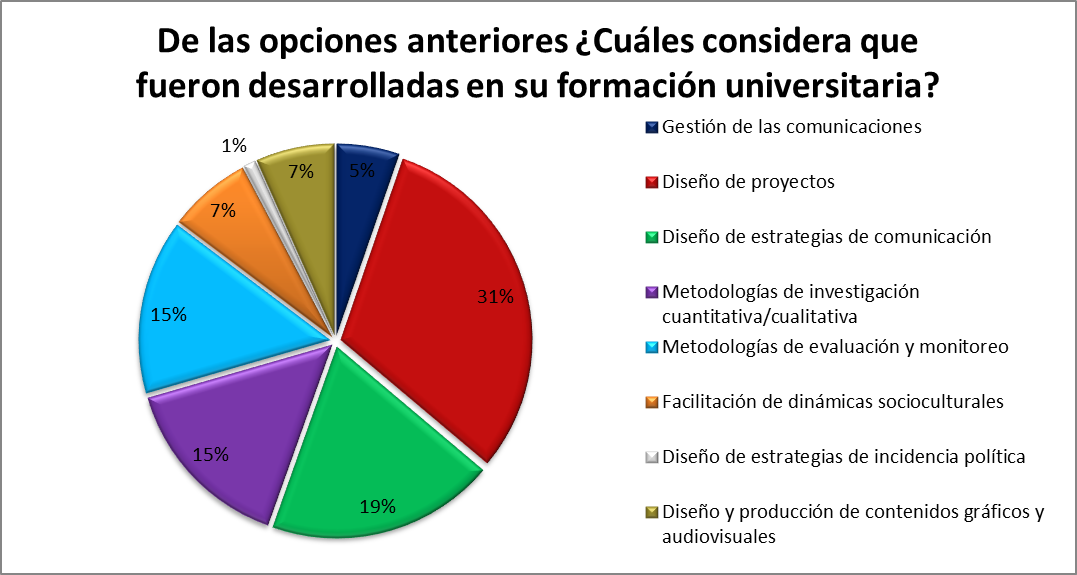 De las opciones anteriores ¿Cuáles considera que
fueron desarrolladas en su formación universitaria?
1%
7%
5%
7%
31%
15%
15%
19%
Gestión de las comunicaciones
Diseño de proyectos
Diseño de estrategias de comunicación
Metodologías de investigación
cuantitativa/cualitativa
Metodologías de evaluación y monitoreo
Facilitación de dinámicas socioculturales
Diseño de estrategias de incidencia política
Diseño y producción de contenidos gráficos y
audiovisuales